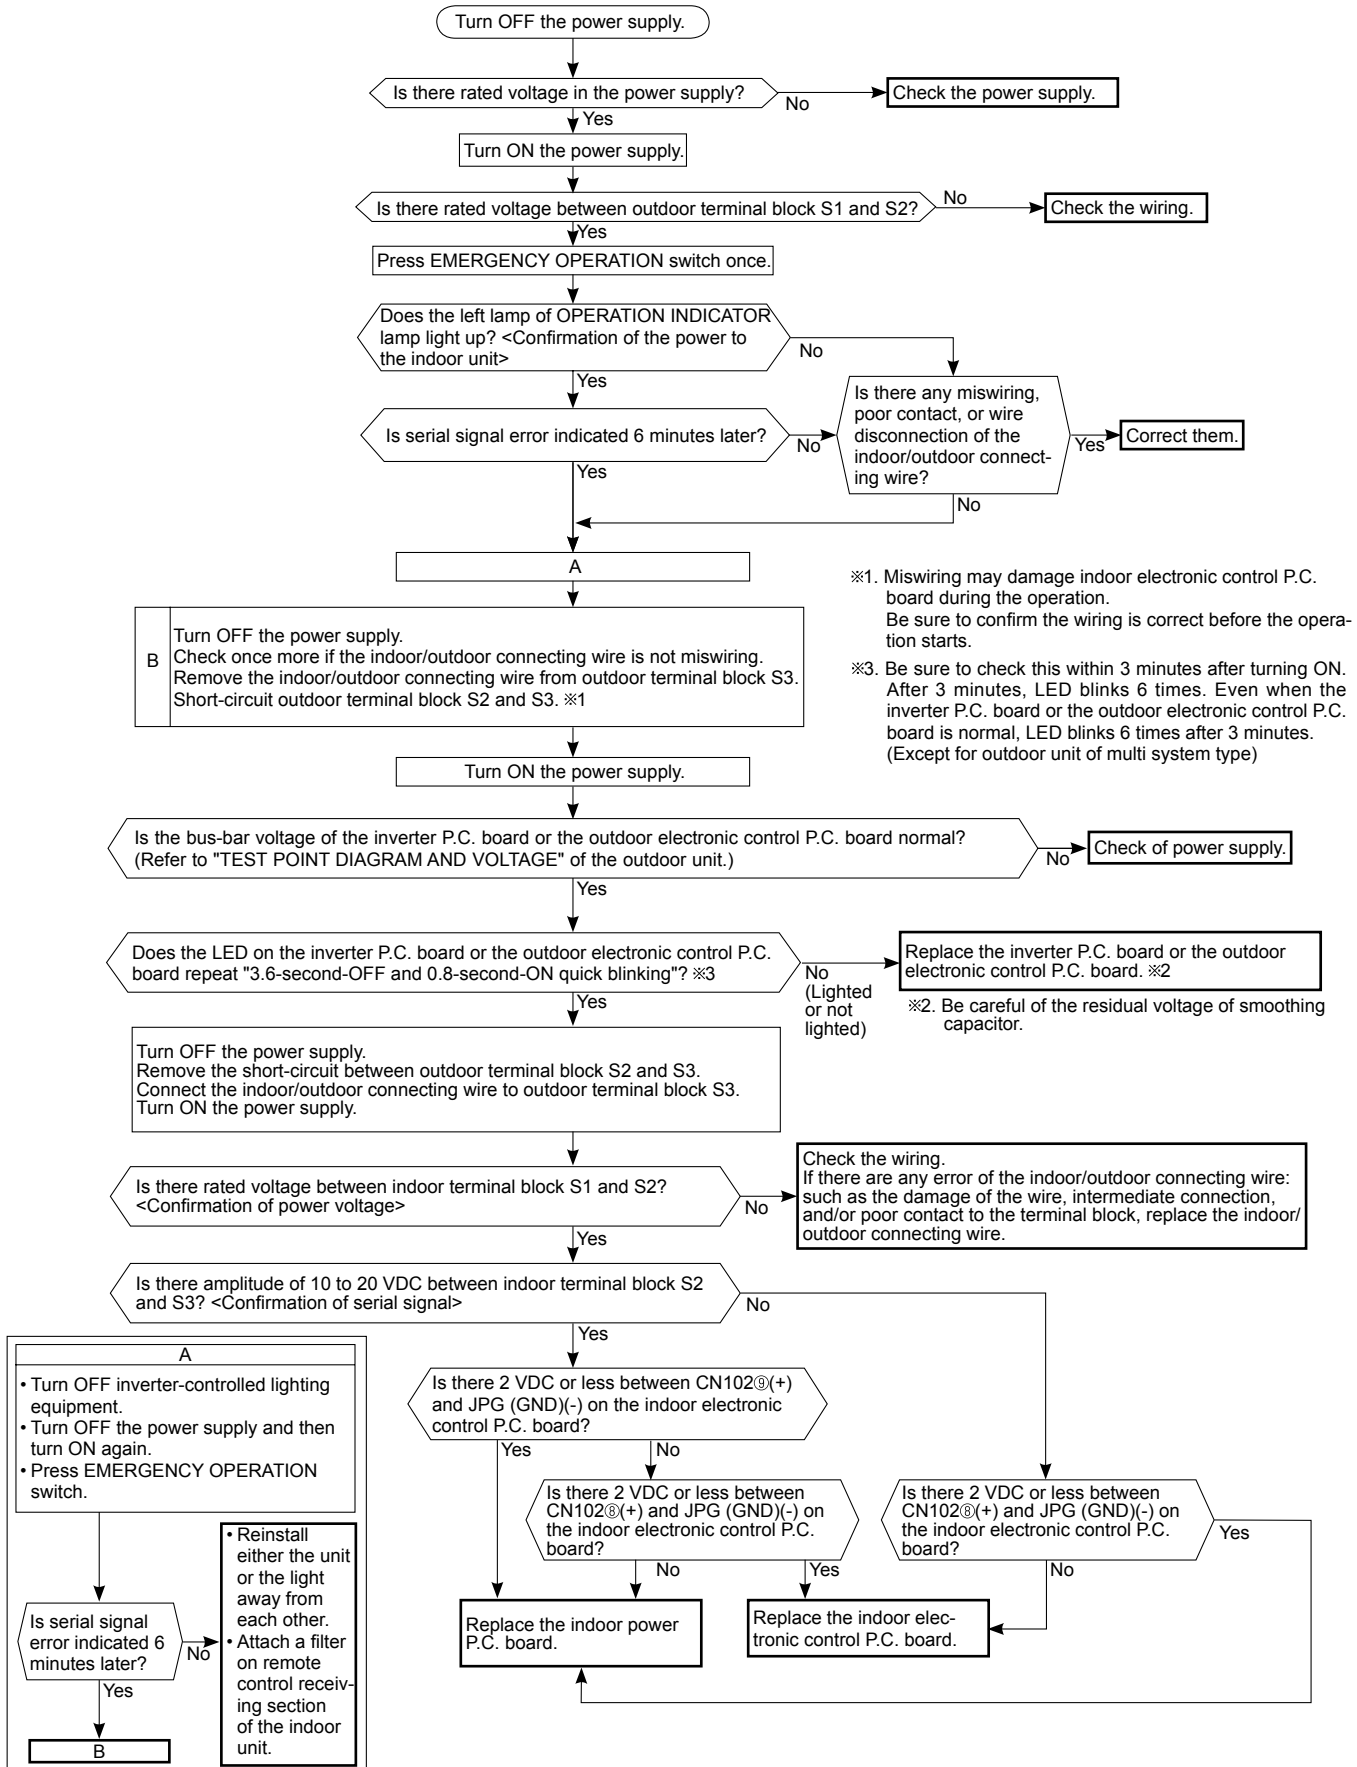 Turn OFF the power supply.
Is there rated voltage in the power supply?
No
Check the power supply.
Yes
Turn ON the power supply.
Is there rated voltage between outdoor terminal block S1 and S2?
No
Check the wiring.
Yes
Press EMERGENCY OPERATION switch once.
Does the left lamp of OPERATION INDICATOR
lamp light up? <Confirmation of the power to
the indoor unit>
No
Yes
Is serial signal error indicated 6 minutes later?
No
Is there any miswiring,
poor contact, or wire
disconnection of the
indoor/outdoor connect-
ing wire?
Yes
Correct them.
Yes
No
A
※1. Miswiring may damage indoor electronic control P.C.
board during the operation.
Be sure to confirm the wiring is correct before the opera-
tion starts.
※3. Be sure to check this within 3 minutes after turning ON.
After 3 minutes, LED blinks 6 times. Even when the
inverter P.C. board or the outdoor electronic control P.C.
board is normal, LED blinks 6 times after 3 minutes.
(Except for outdoor unit of multi system type)
B
Turn OFF the power supply.
Check once more if the indoor/outdoor connecting wire is not miswiring.
Remove the indoor/outdoor connecting wire from outdoor terminal block S3.
Short-circuit outdoor terminal block S2 and S3. ※1
Turn ON the power supply.
Is the bus-bar voltage of the inverter P.C. board or the outdoor electronic control P.C. board normal?
(Refer to "TEST POINT DIAGRAM AND VOLTAGE" of the outdoor unit.)
No
Check of power supply.
Yes
Does the LED on the inverter P.C. board or the outdoor electronic control P.C.
board repeat "3.6-second-OFF and 0.8-second-ON quick blinking"? ※3
No
(Lighted
or not
lighted)
Replace the inverter P.C. board or the outdoor
electronic control P.C. board. ※2
※2. Be careful of the residual voltage of smoothing
capacitor.
Yes
Turn OFF the power supply.
Remove the short-circuit between outdoor terminal block S2 and S3.
Connect the indoor/outdoor connecting wire to outdoor terminal block S3.
Turn ON the power supply.
Is there rated voltage between indoor terminal block S1 and S2?
<Confirmation of power voltage>
No
Check the wiring.
If there are any error of the indoor/outdoor connecting wire:
such as the damage of the wire, intermediate connection,
and/or poor contact to the terminal block, replace the indoor/
outdoor connecting wire.
Yes
Is there amplitude of 10 to 20 VDC between indoor terminal block S2
and S3? <Confirmation of serial signal>
No
Yes
Is there 2 VDC or less between CN102⑨(+)
and JPG (GND)(-) on the indoor electronic
control P.C. board?
Yes
No
Is there 2 VDC or less between
CN102⑧(+) and JPG (GND)(-) on
the indoor electronic control P.C.
board?
No
Yes
Is there 2 VDC or less between
CN102⑧(+) and JPG (GND)(-) on
the indoor electronic control P.C.
board?
Yes
No
Replace the indoor power
P.C. board.
Replace the indoor elec-
tronic control P.C. board.
A
• Turn OFF inverter-controlled lighting
equipment.
• Turn OFF the power supply and then
turn ON again.
• Press EMERGENCY OPERATION
switch.
Is serial signal
error indicated 6
minutes later?
No
Yes
B
• Reinstall
either the unit
or the light
away from
each other.
• Attach a filter
on remote
control receiv-
ing section
of the indoor
unit.